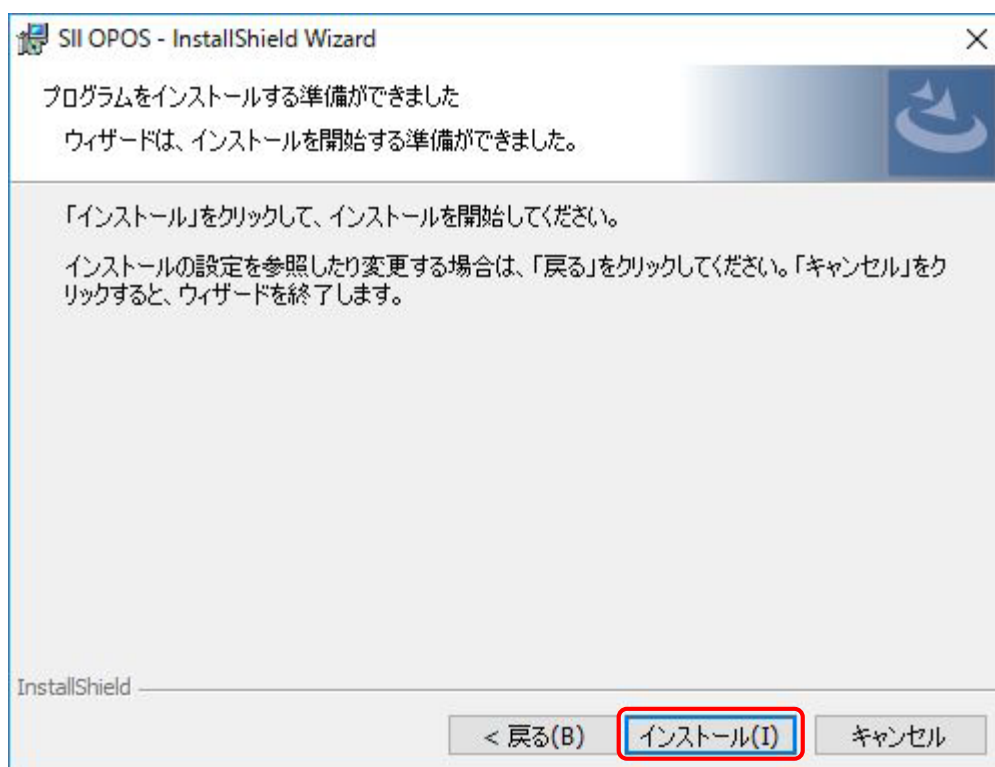 SII OPOS - InstallShield Wizard
プログラムをインストールする準備ができました
ウィザードは、インストールを開始する準備ができました。
「インストール」をクリックして、インストールを開始してください。
インストールの設定を参照したり変更する場合は、「戻る」をクリックしてください。「キャンセル」をク
リックすると、ウィザードを終了します。
InstallShield
< 戻る(B) インストール(I) キャンセル